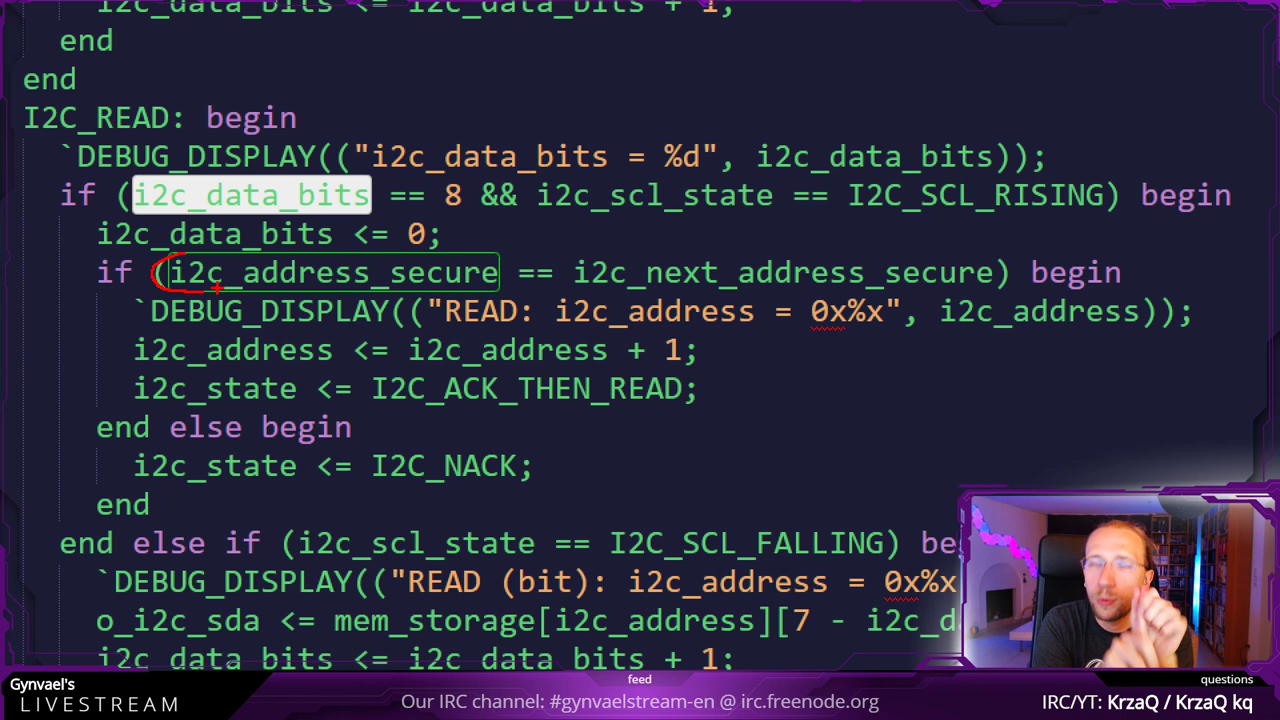 i2c_data_bits <= i2c_data_bits + 1;
end
end
I2C_READ: begin
`DEBUG_DISPLAY(("i2c_data_bits = %d", i2c_data_bits));
if (i2c_data_bits == 8 && i2c_scl_state == I2C_SCL_RISING) begin
i2c_data_bits <= 0;
if (i2c_address_secure == i2c_next_address_secure) begin
`DEBUG_DISPLAY(("READ: i2c_address = 0x%x", i2c_address));
i2c_address <= i2c_address + 1;
i2c_state <= I2C_ACK_THEN_READ;
end else begin
i2c_state <= I2C_NACK;
end
end else if (i2c_scl_state == I2C_SCL_FALLING) be
`DEBUG_DISPLAY(("READ (bit): i2c_address = 0x%x
o_i2c_sda <= mem_storage[i2c_address][7 - i2c_d
i2c_data_bits <= i2c_data_bits + 1;
Gynvael's
LIVESTREAM
feed
Our IRC channel: #gynvaelstream-en @ irc.freenode.org
questions
IRC/YT: KrzaQ / KrzaQ kq